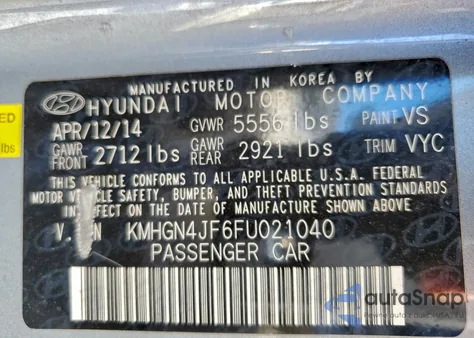 MANUFACTURED IN KOREA BY
HYUNDAI MOTOR COMPANY
APR/12/14 GVWR 5556 lbs PAINT VS
GAWR FRONT 2712 lbs GAWR REAR 2921 lbs TRIM VYC
THIS VEHICLE CONFORMS TO ALL APPLICABLE U.S.A. FEDERAL
MOTOR VEHICLE SAFETY, BUMPER, AND THEFT PREVENTION STANDARDS
IN EFFECT ON THE DATE OF MANUFACTURE SHOWN ABOVE.
KMHGN4JF6FU021040
PASSENGER CAR
ED
lbs
autoSnap